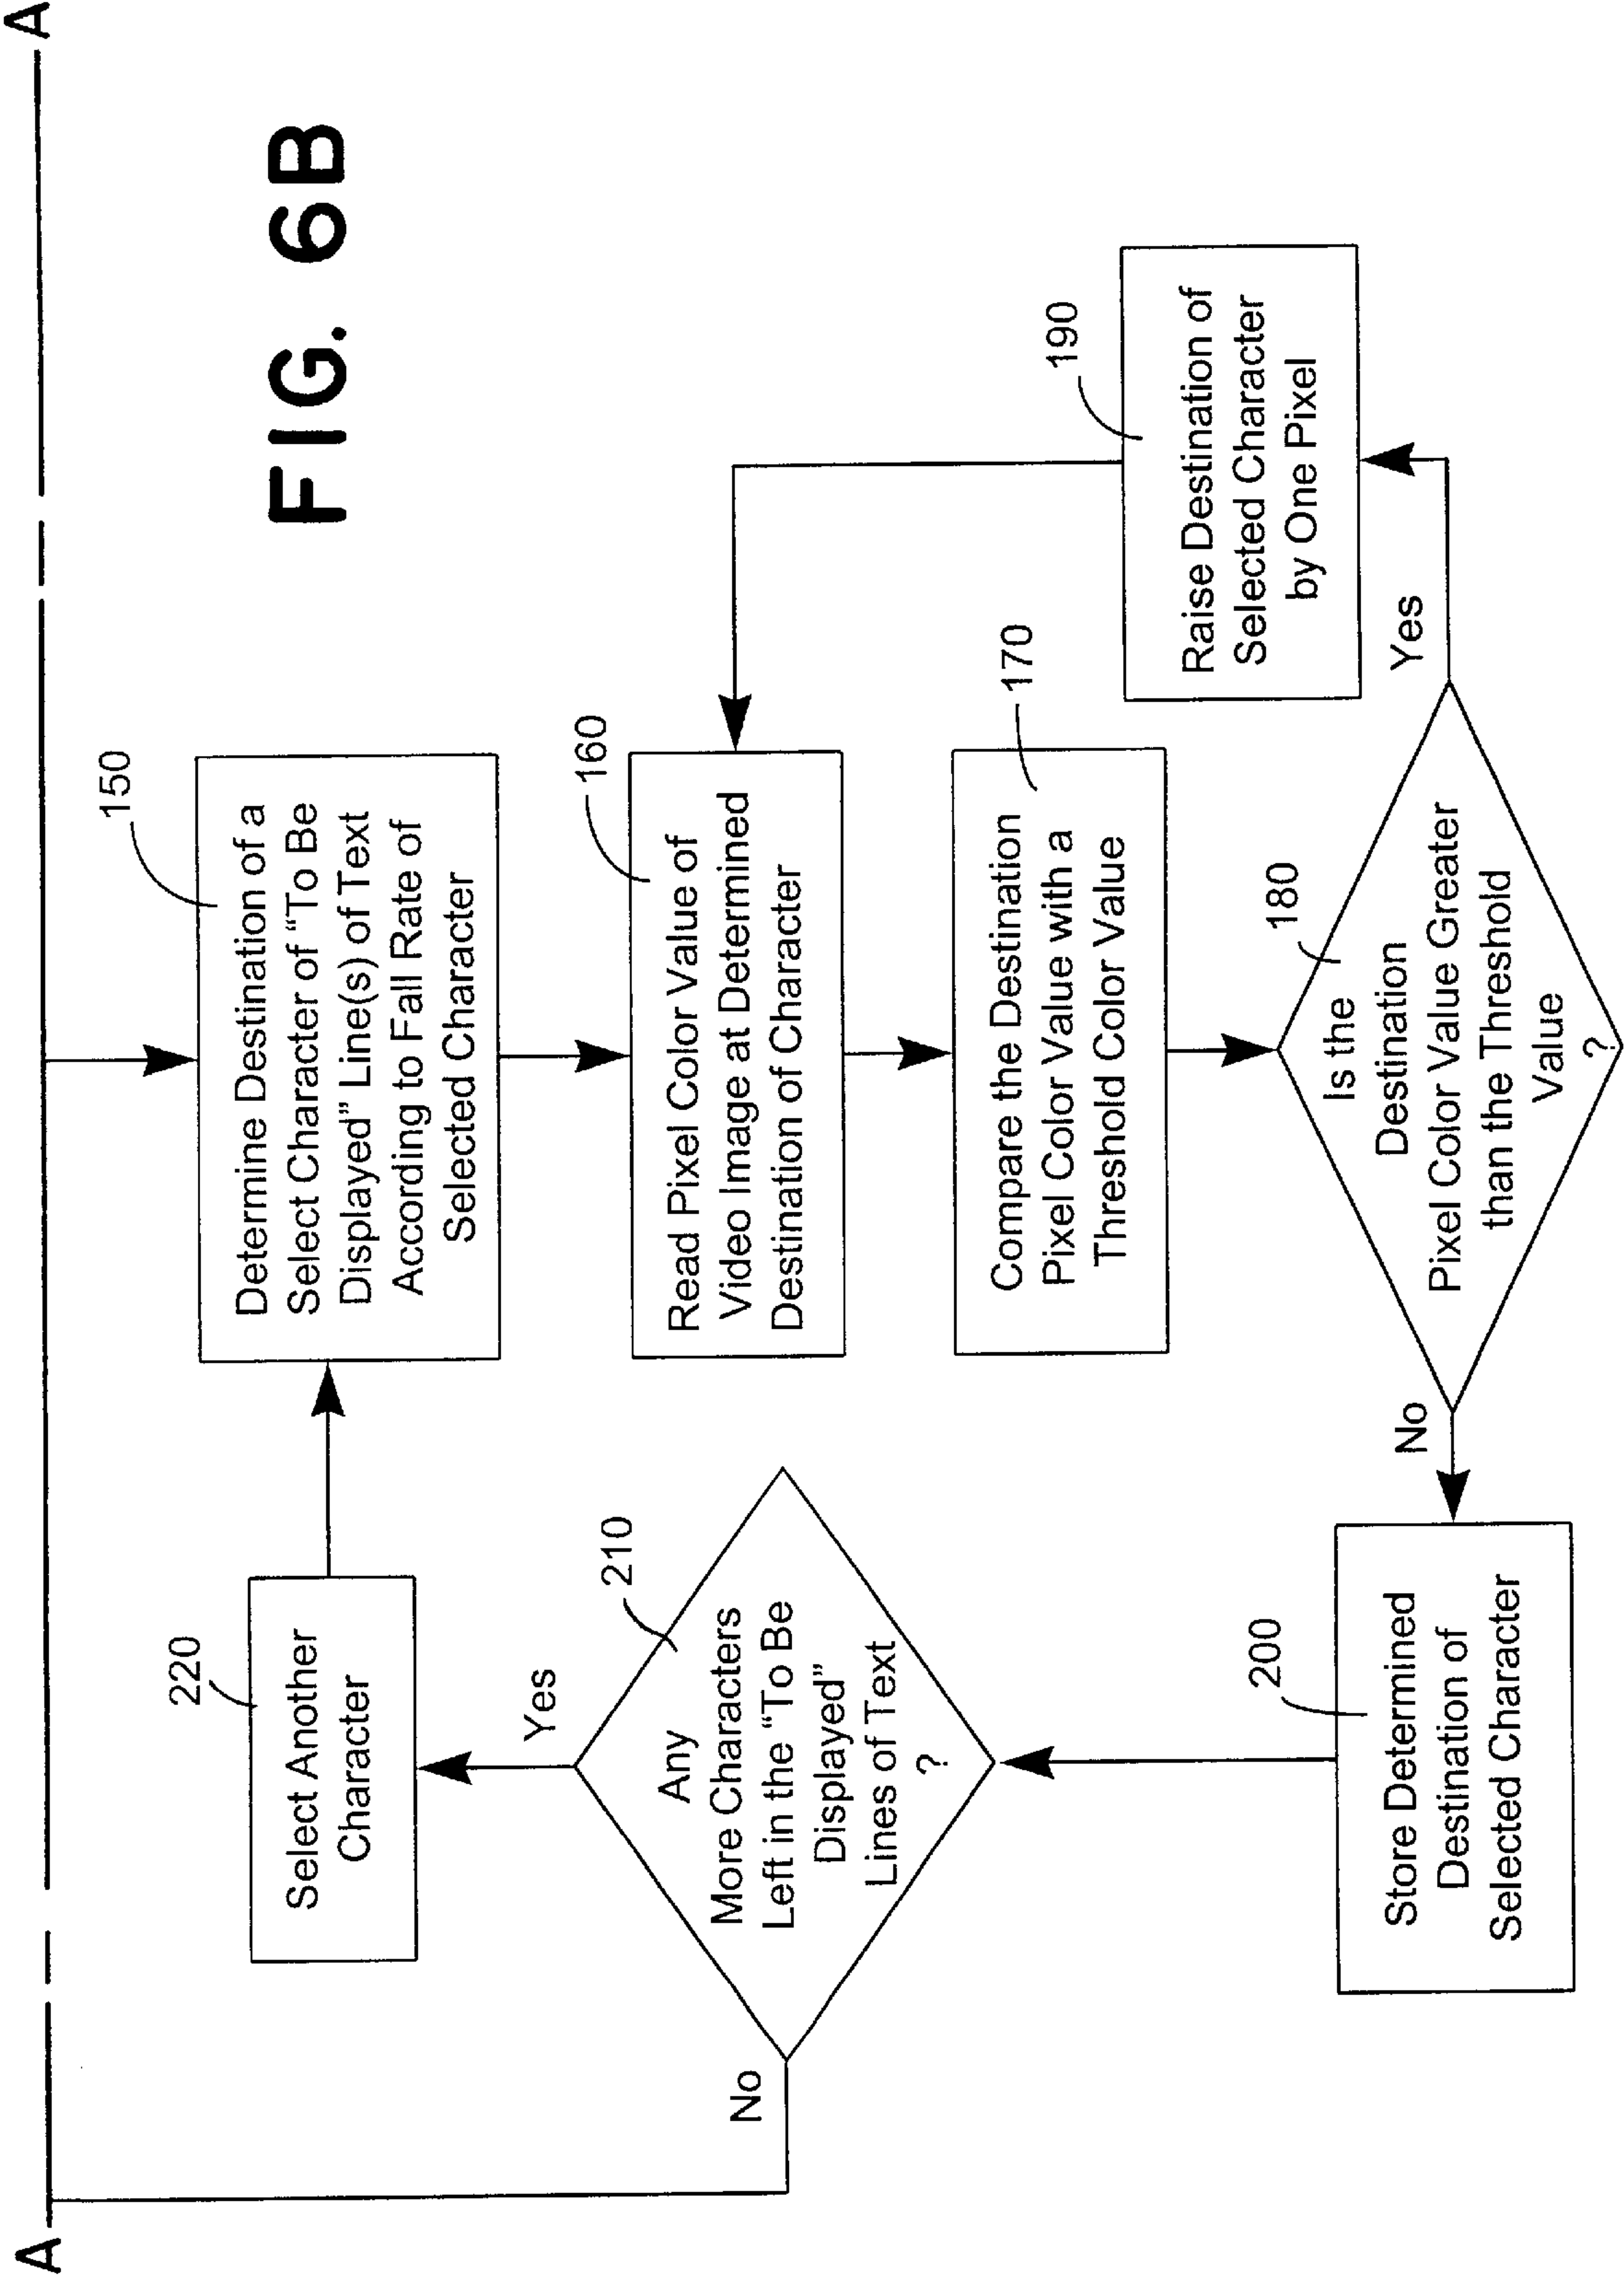 A
A
FIG. 6B
150
Determine Destination of a
Select Character of “To Be
Displayed” Line(s) of Text
According to Fall Rate of
Selected Character
160
Read Pixel Color Value of
Video Image at Determined
Destination of Character
170
Compare the Destination
Pixel Color Value with a
Threshold Color Value
180
Is the
Destination
Pixel Color Value Greater
than the Threshold
Value
?
Yes
190
Raise Destination of
Selected Character
by One Pixel
No
200
Store Determined
Destination of
Selected Character
210
Any
More Characters
Left in the “To Be
Displayed”
Lines of Text
?
Yes
220
Select Another
Character
No